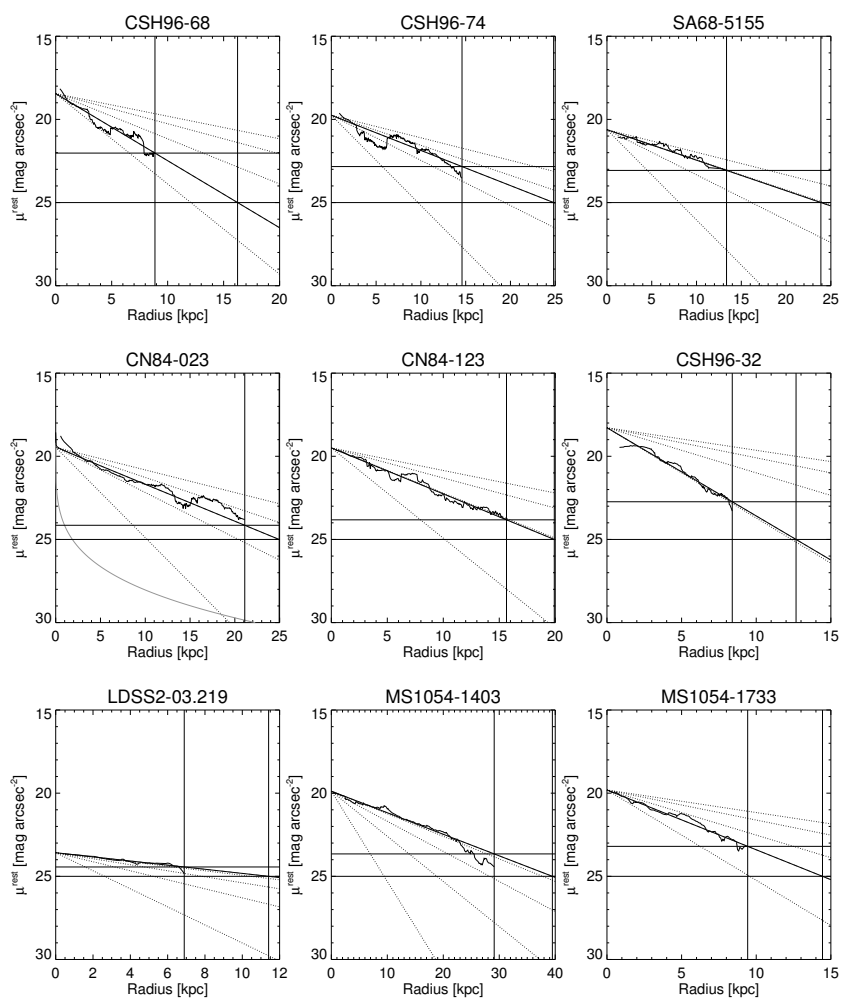 CSH96-68
CSH96-74
SA68-5155
15
20
25
30
μrest [mag arcsec-2]
0 5 10 15 20
Radius [kpc]
15
20
25
30
μrest [mag arcsec-2]
0 5 10 15 20 25
Radius [kpc]
15
20
25
30
μrest [mag arcsec-2]
0 5 10 15 20 25
Radius [kpc]
CN84-023
CN84-123
CSH96-32
15
20
25
30
μrest [mag arcsec-2]
0 5 10 15 20 25
Radius [kpc]
15
20
25
30
μrest [mag arcsec-2]
0 5 10 15 20
Radius [kpc]
15
20
25
30
μrest [mag arcsec-2]
0 5 10 15
Radius [kpc]
LDSS2-03.219
MS1054-1403
MS1054-1733
15
20
25
30
μrest [mag arcsec-2]
0 2 4 6 8 10 12
Radius [kpc]
15
20
25
30
μrest [mag arcsec-2]
0 10 20 30 40
Radius [kpc]
15
20
25
30
μrest [mag arcsec-2]
0 5 10 15
Radius [kpc]